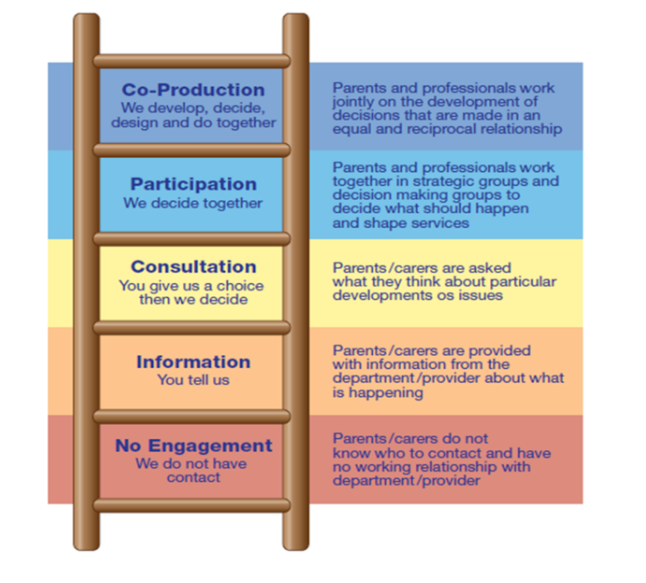 Co-Production
We develop, decide,
design and do together
Parents and professionals work
jointly on the development of
decisions that are made in an
equal and reciprocal relationship
Participation
We decide together
Parents and professionals work
together in strategic groups and
decision making groups to
decide what should happen
and shape services
Consultation
You give us a choice
then we decide
Parents/carers are asked
what they think about particular
developments os issues
Information
You tell us
Parents/carers are provided
with information from the
department/provider about what
is happening
No Engagement
We do not have
contact
Parents/carers do not
know who to contact and have
no working relationship with
department/provider